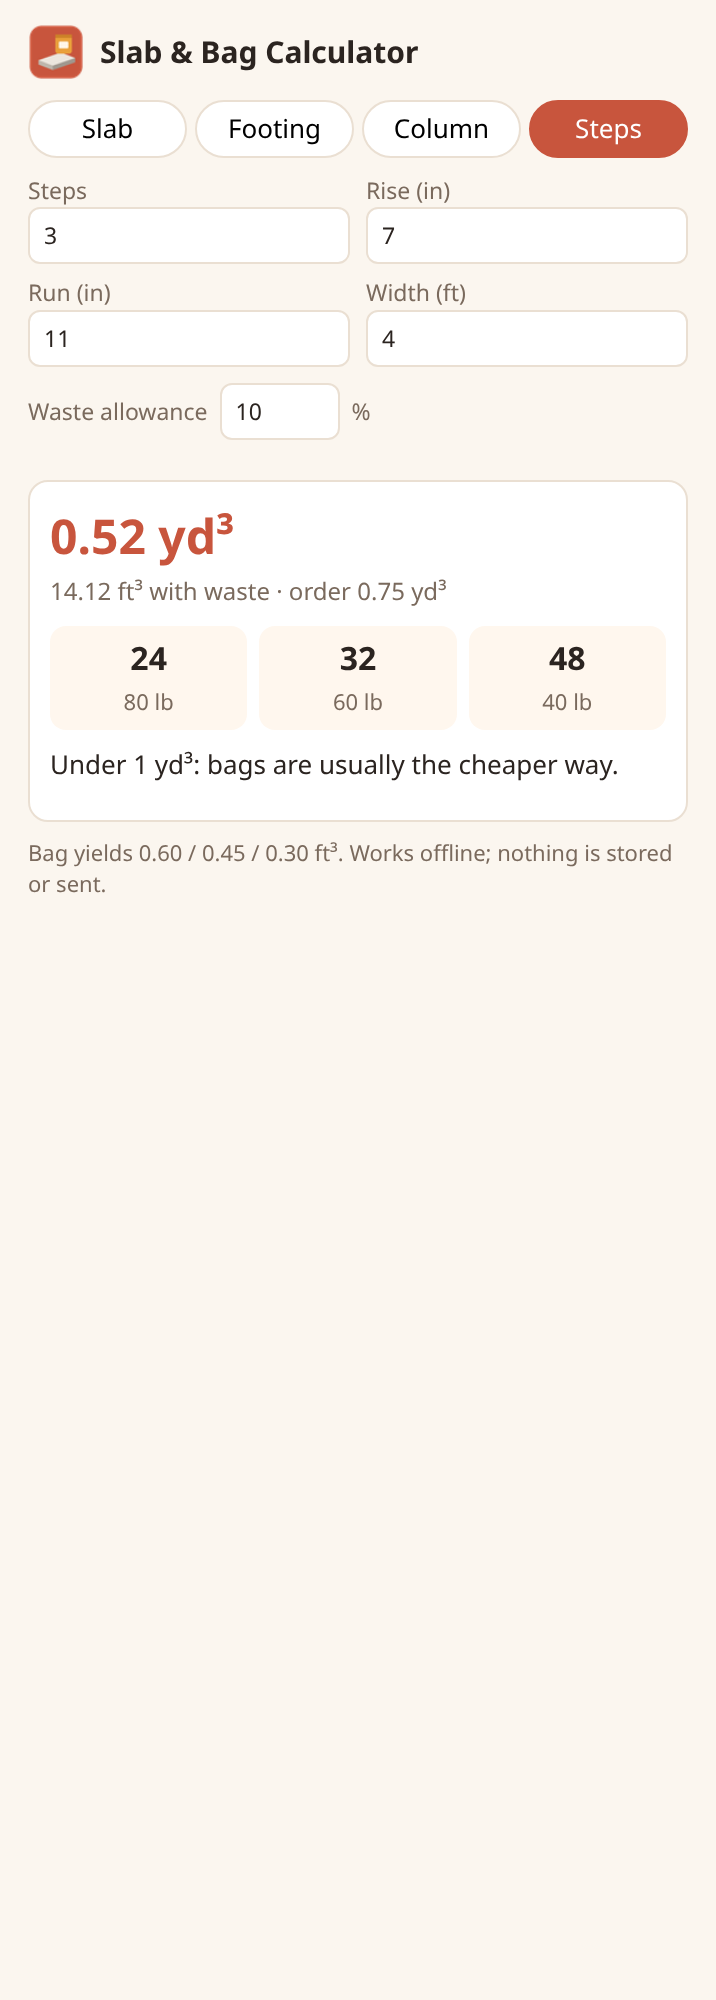 Slab & Bag Calculator
Slab Footing Column Steps
Steps Rise (in)
3 7
Run (in) Width (ft)
11 4
Waste allowance 10 %
0.52 yd³
14.12 ft³ with waste · order 0.75 yd³
24 32 48
80 lb 60 lb 40 lb
Under 1 yd³: bags are usually the cheaper way.
Bag yields 0.60 / 0.45 / 0.30 ft³. Works offline; nothing is stored
or sent.